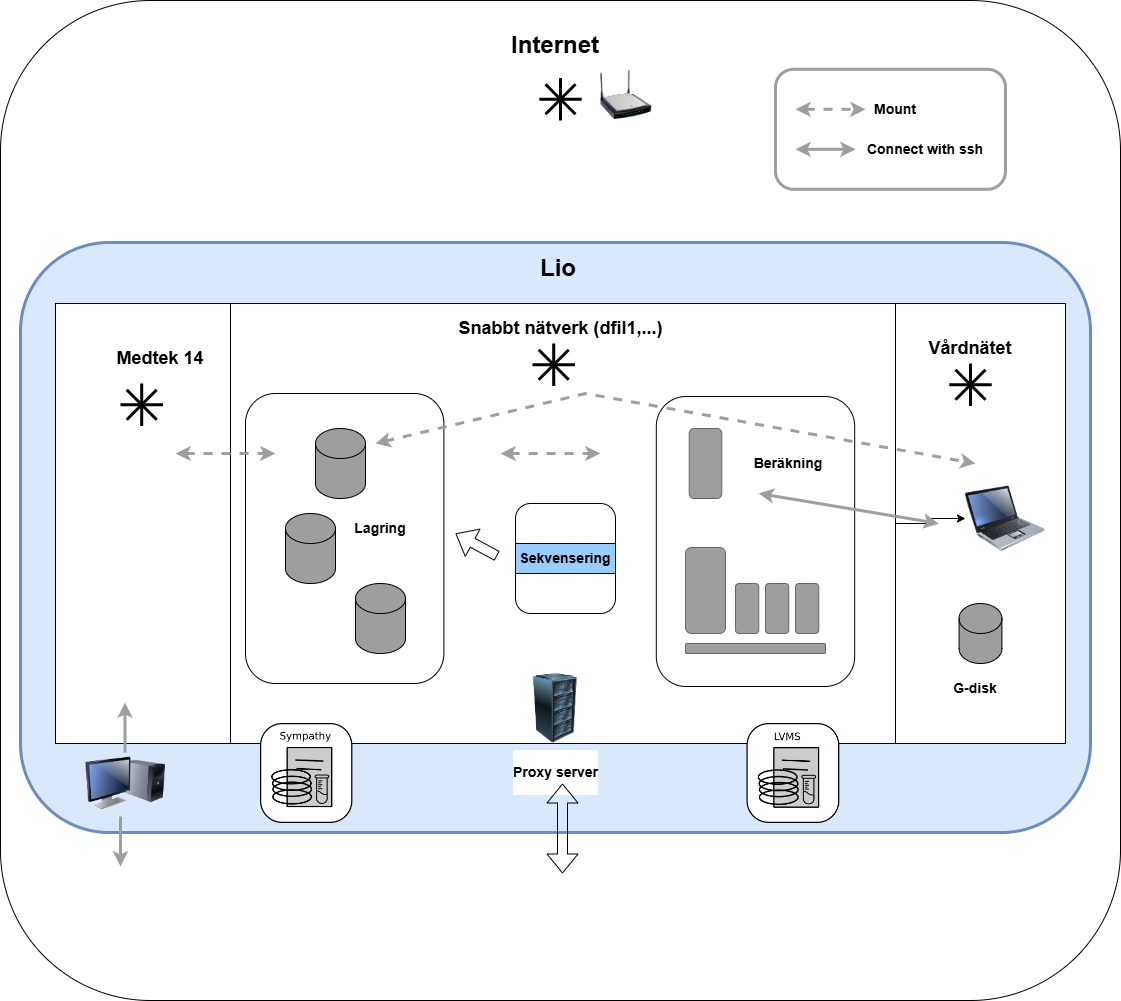 Internet
Mount
Connect with ssh
Lio
Snabbt nätverk (dfil1,...)
Medtek 14
Vårdnätet
Beräkning
Lagring
Sekvensering
G-disk
Sympathy
LVMS
Proxy server